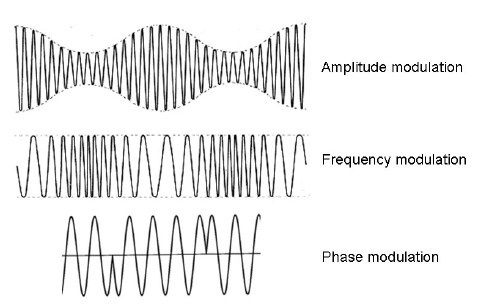 Amplitude modulation
Frequency modulation
Phase modulation